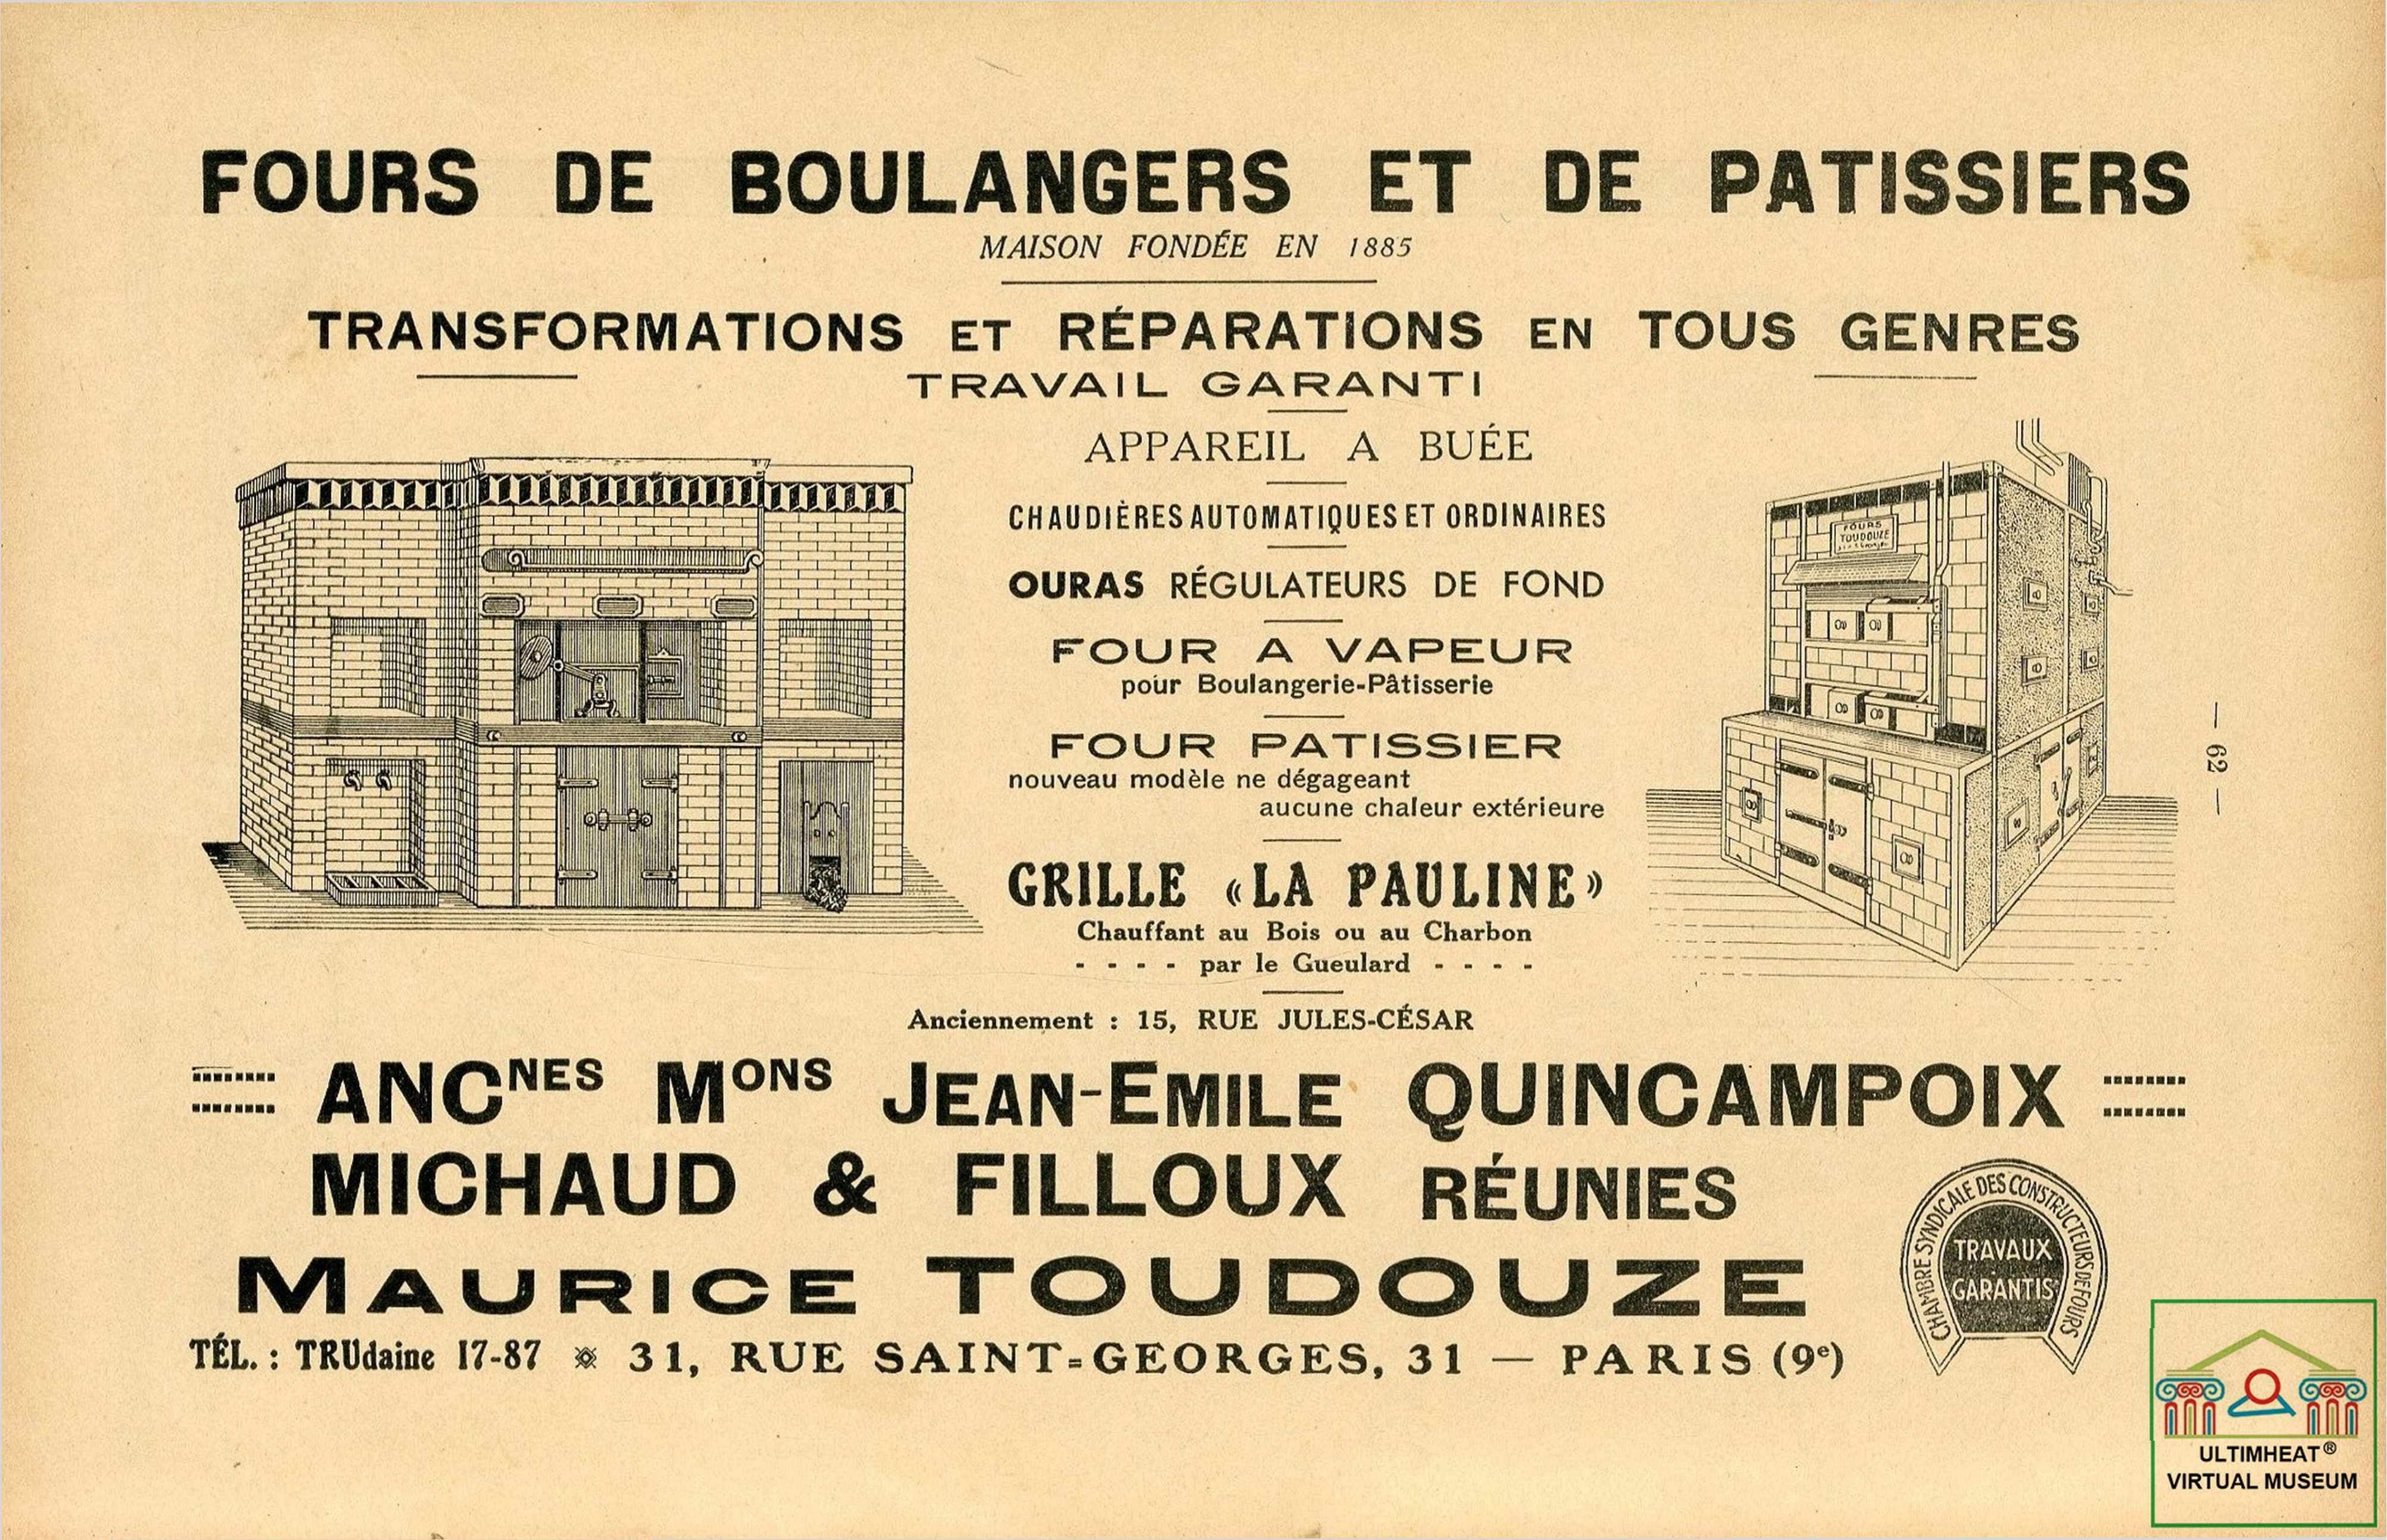 FOURS DE BOULANGERS ET DE PATISSIERS
MAISON FONDÉE EN 1885
TRANSFORMATIONS ET RÉPARATIONS EN TOUS GENRES
TRAVAIL GARANTI
APPAREIL A BUÉE
CHAUDIÈRES AUTOMATIQUES ET ORDINAIRES
OURAS RÉGULATEURS DE FOND
FOUR A VAPEUR
pour Boulangerie-Pâtisserie
FOUR PATISSIER
nouveau modèle ne dégageant
aucune chaleur extérieure
GRILLE «LA PAULINE»
Chauffant au Bois ou au Charbon
- - - - par le Gueulard - - - -
FOURS
TOUDOUZE
— 62 —
Anciennement : 15, RUE JULES-CÉSAR
ANCNES MONS JEAN-EMILE QUINCAMPOIX
MICHAUD & FILLOUX RÉUNIES
MAURICE TOUDOUZE
TÉL. : TRUdaine 17-87 31, RUE SAINT-GEORGES, 31 — PARIS (9e)
CHAMBRE SYNDICALE DES CONSTRUCTEURS DE FOURS
TRAVAUX
GARANTIS
ULTIMHEAT®
VIRTUAL MUSEUM